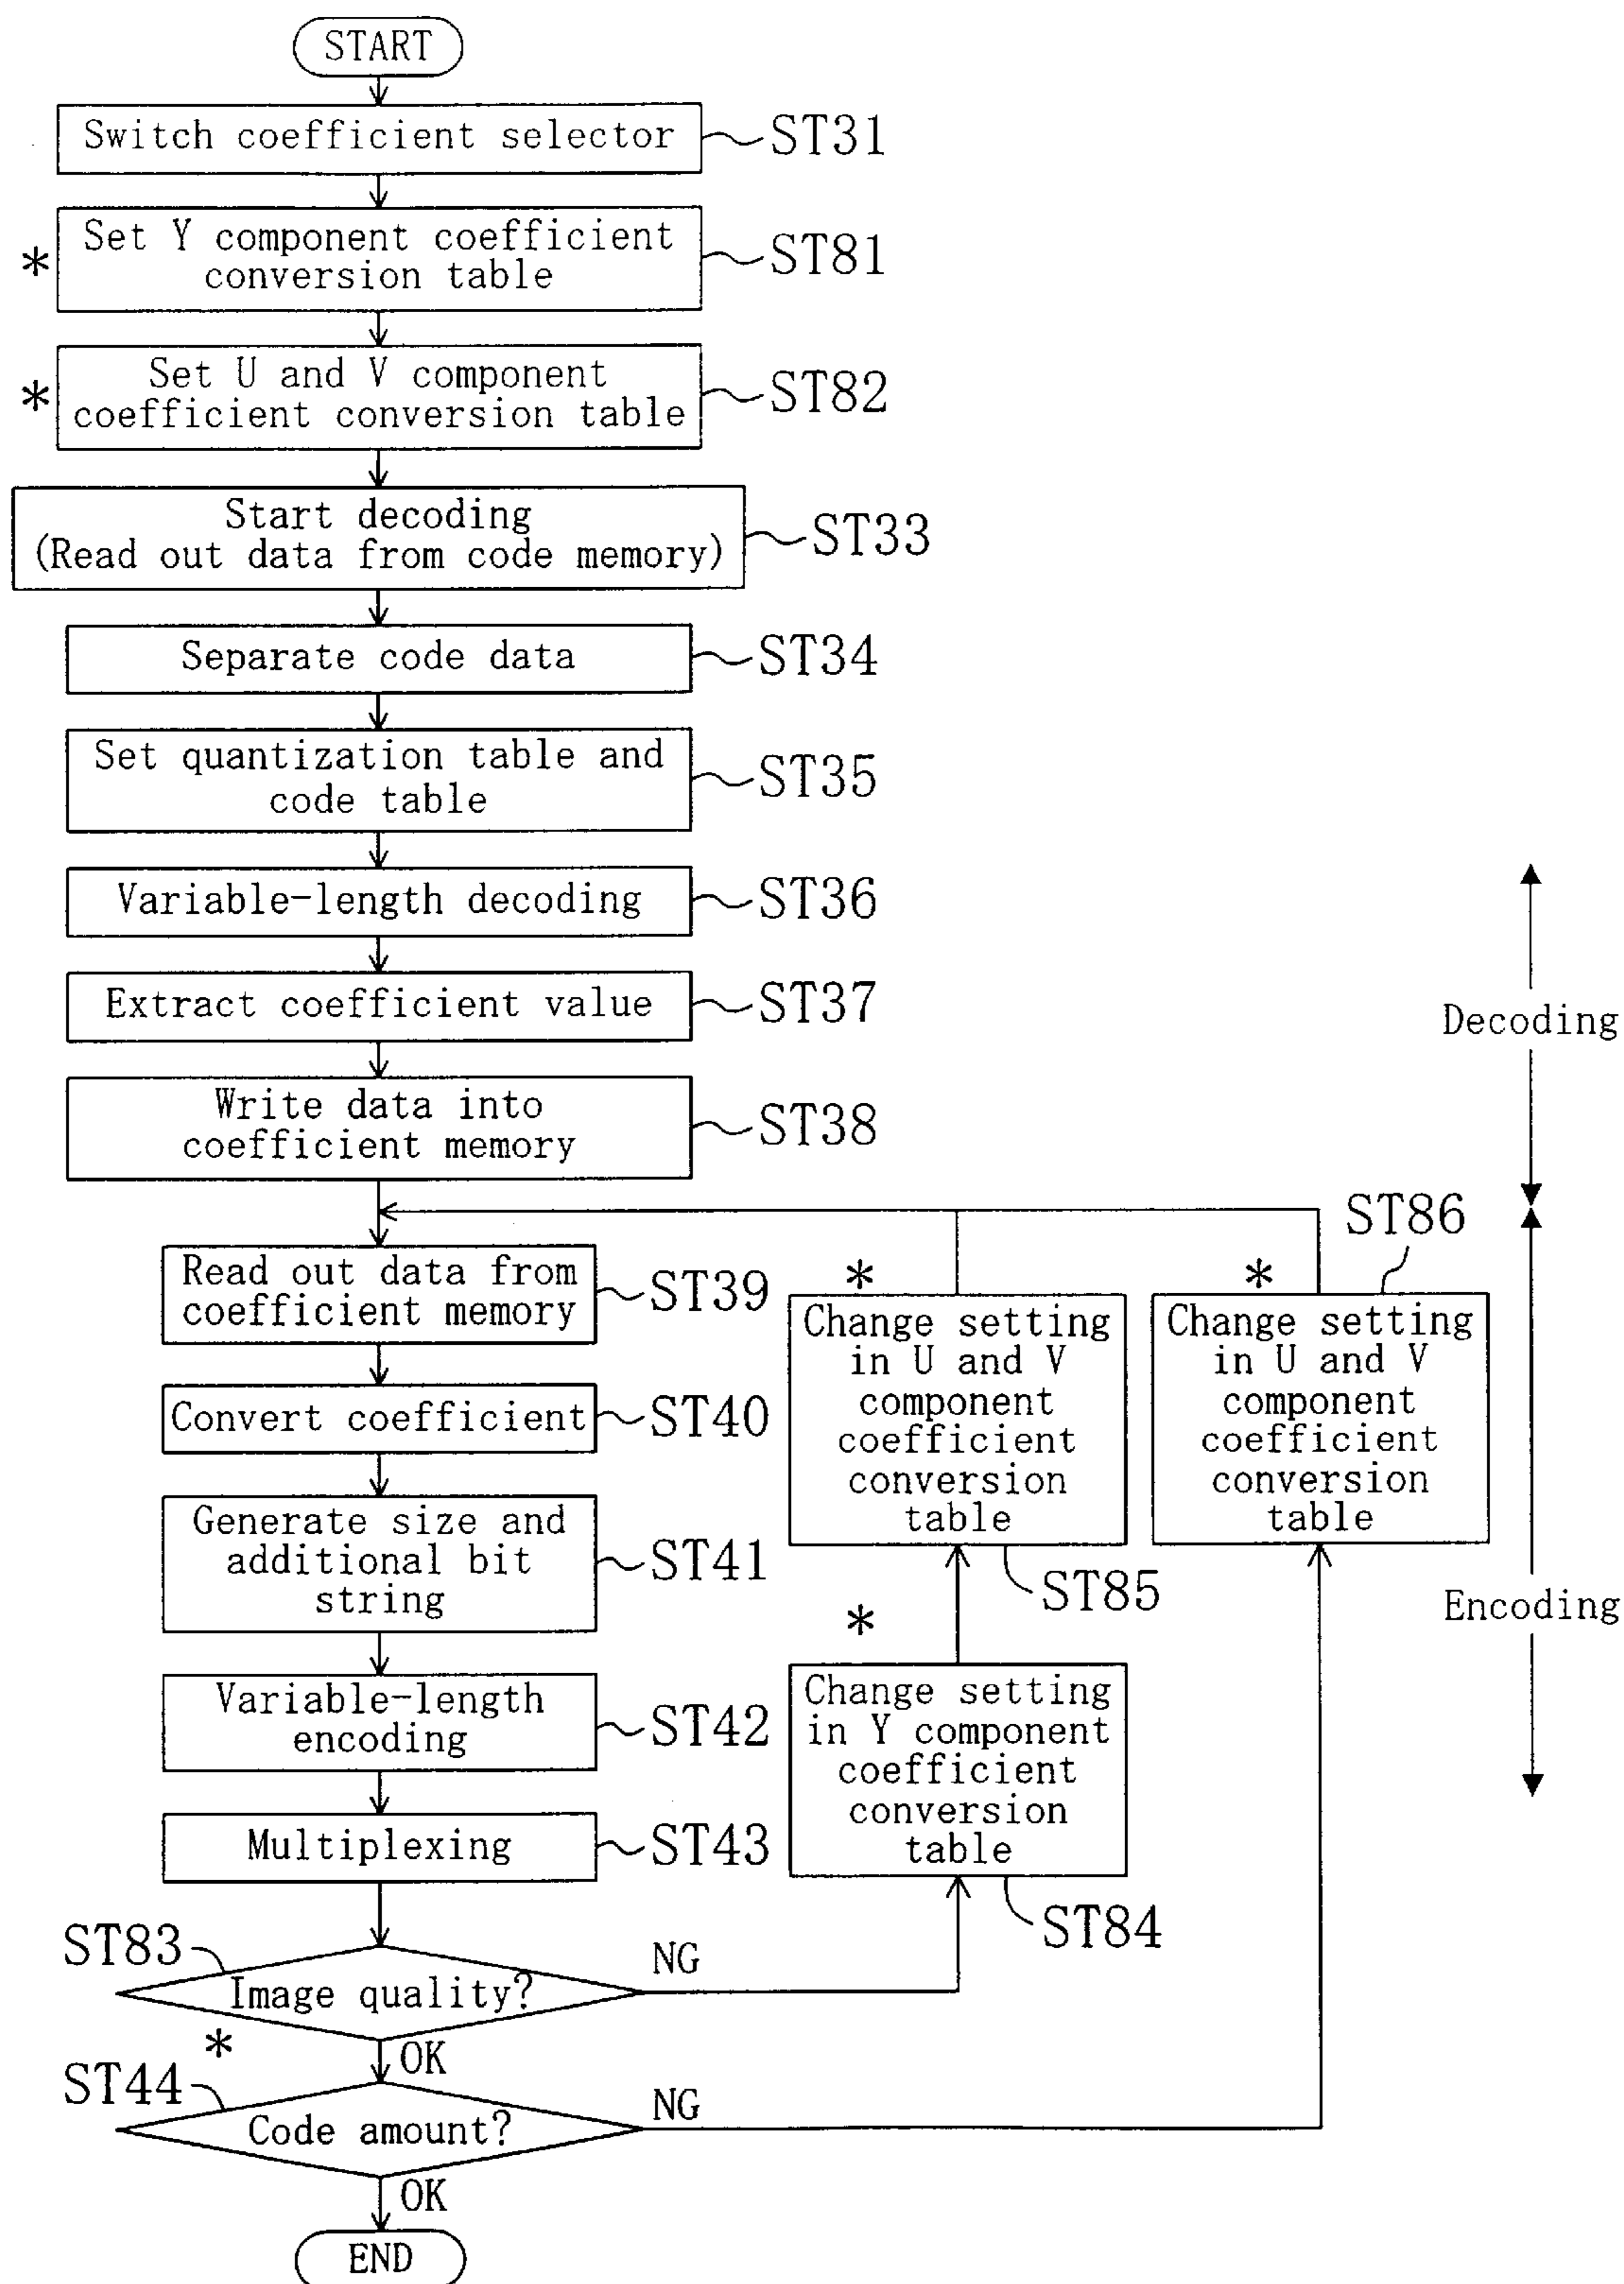 START
Switch coefficient selector
ST31
*
Set Y component coefficient
conversion table
ST81
*
Set U and V component
coefficient conversion table
ST82
Start decoding
(Read out data from code memory)
ST33
Separate code data
ST34
Set quantization table and
code table
ST35
Variable-length decoding
ST36
Extract coefficient value
ST37
Write data into
coefficient memory
ST38
Decoding
Read out data from
coefficient memory
ST39
Convert coefficient
ST40
Generate size and
additional bit
string
ST41
Variable-length
encoding
ST42
Multiplexing
ST43
ST83
Image quality?
NG
*
OK
ST44
Code amount?
NG
OK
END
*
Change setting
in Y component
coefficient
conversion
table
ST84
*
Change setting
in U and V
component
coefficient
conversion
table
ST85
ST86
*
Change setting
in U and V
component
coefficient
conversion
table
Encoding